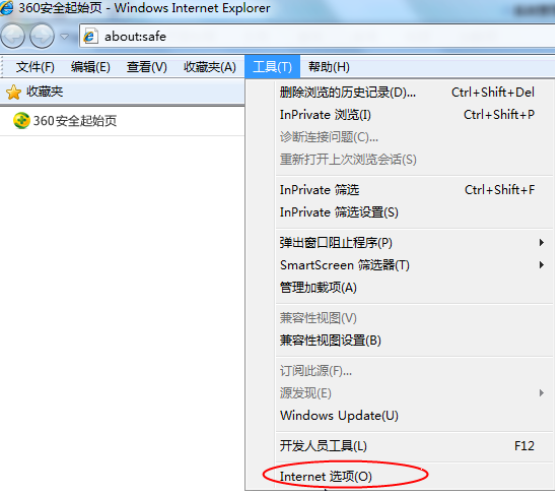 360安全起始页 - Windows Internet Explorer
about:safe
文件(F) 编辑(E) 查看(V) 收藏夹(A) 工具(T) 帮助(H)
收藏夹
360安全起始页
删除浏览的历史记录(D)... Ctrl+Shift+Del
InPrivate 浏览(I) Ctrl+Shift+P
诊断连接问题(C)...
重新打开上次浏览会话(S)
InPrivate 筛选 Ctrl+Shift+F
InPrivate 筛选设置(S)
弹出窗口阻止程序(P)
SmartScreen 筛选器(T)
管理加载项(A)
兼容性视图(V)
兼容性视图设置(B)
订阅此源(F)...
源发现(E)
Windows Update(U)
开发人员工具(L) F12
Internet 选项(O)